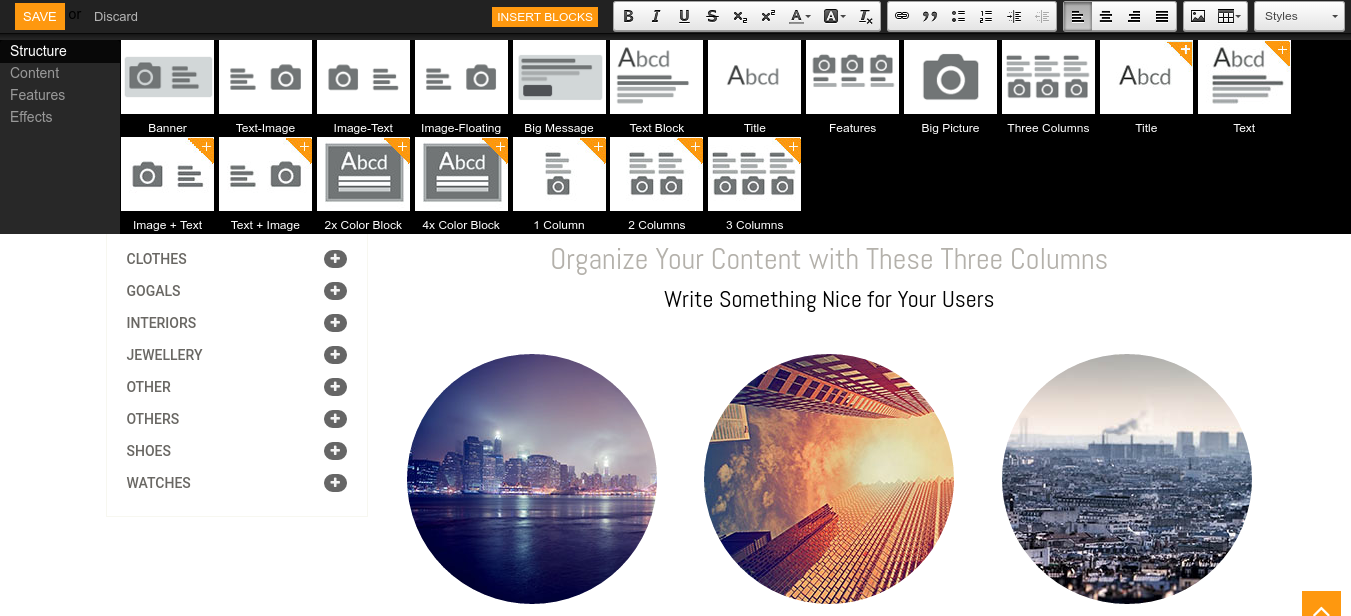 SAVE or Discard INSERT BLOCKS B I U S x₂ x² A A Tx Styles
Structure
Content
Features
Effects
Abcd Abcd Abcd Abcd
Banner Text-Image Image-Text Image-Floating Big Message Text Block Title Features Big Picture Three Columns Title Text
Abcd Abcd
Image + Text Text + Image 2x Color Block 4x Color Block 1 Column 2 Columns 3 Columns
CLOTHES
GOGALS
INTERIORS
JEWELLERY
OTHER
OTHERS
SHOES
WATCHES
Organize Your Content with These Three Columns
Write Something Nice for Your Users